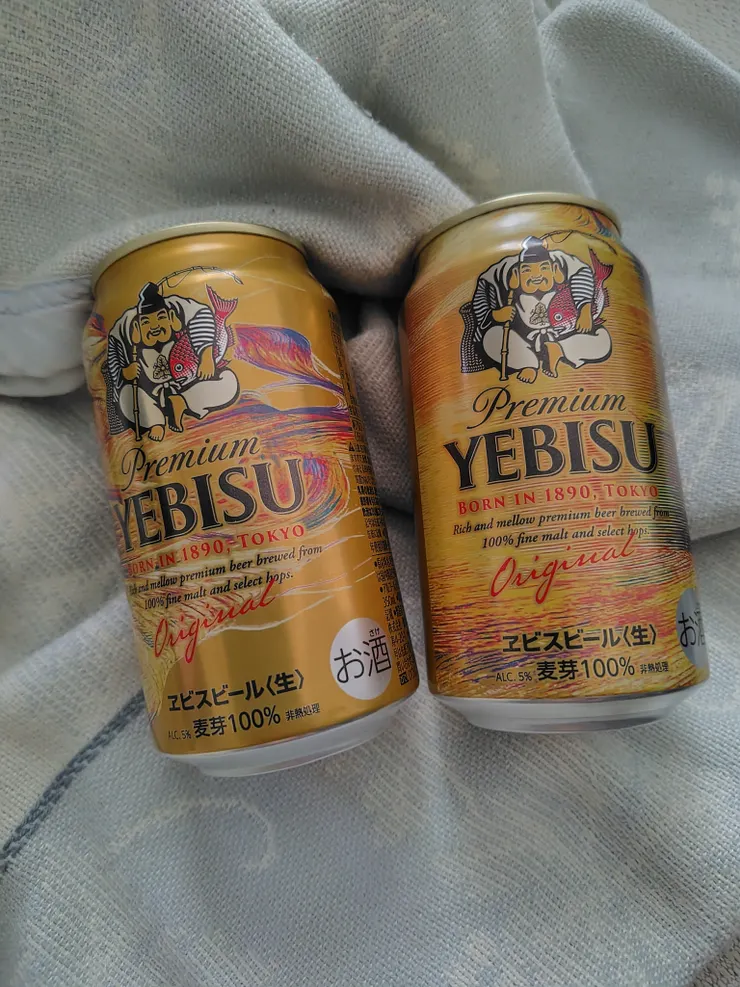 Premium
YEBISU
BORN IN 1890, TOKYO
Rich and mellow premium beer brewed from
100% fine malt and select hops.
Original
ヱビスビール〈生〉
ALC. 5% 麦芽100% 非熱処理
さけ
お酒
Premium
YEBISU
BORN IN 1890, TOKYO
Rich and mellow premium beer brewed from
100% fine malt and select hops.
Original
ヱビスビール〈生〉
ALC. 5% 麦芽100% 非熱処理
お酒